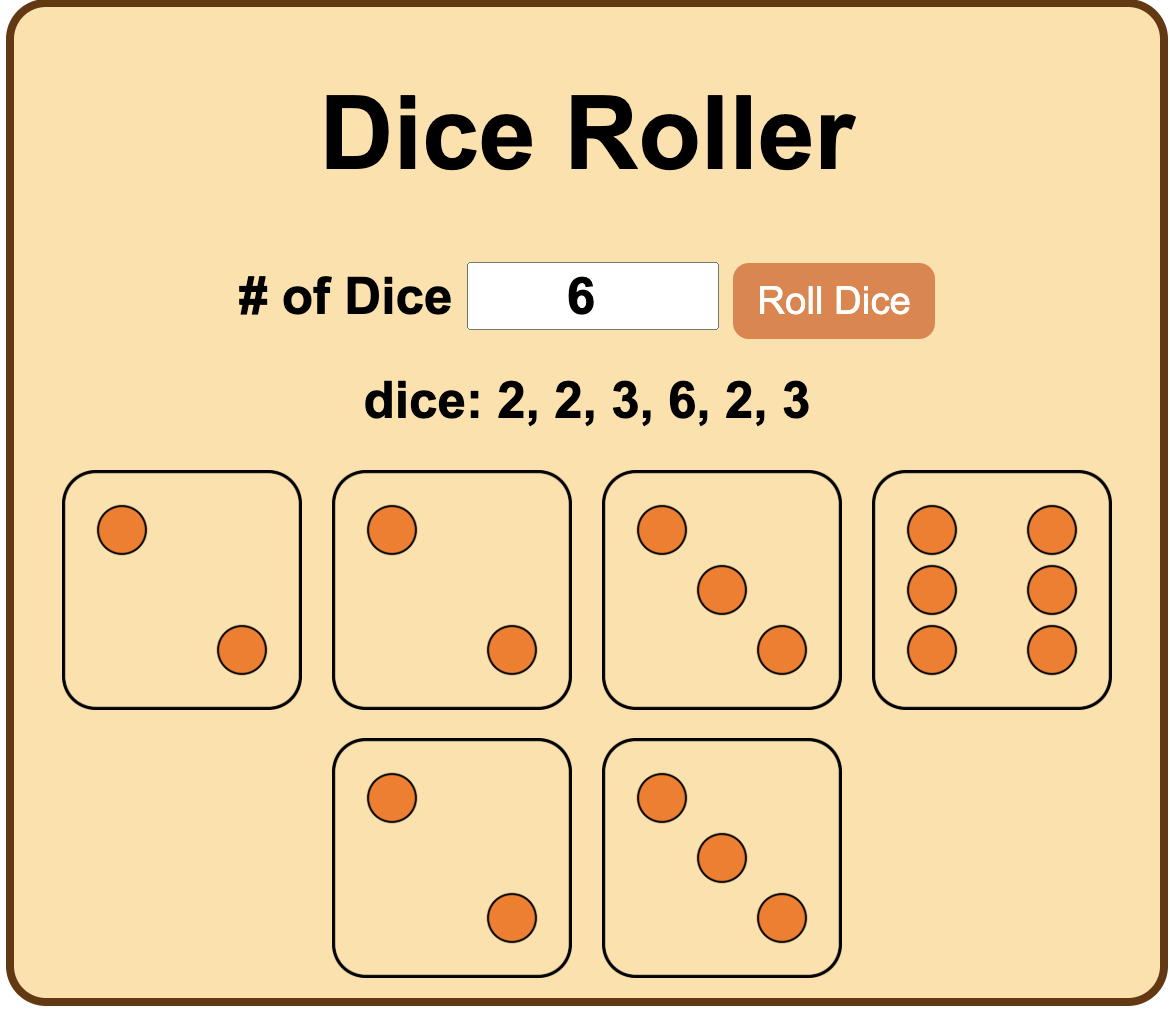 Dice Roller
# of Dice 6 Roll Dice
dice: 2, 2, 3, 6, 2, 3